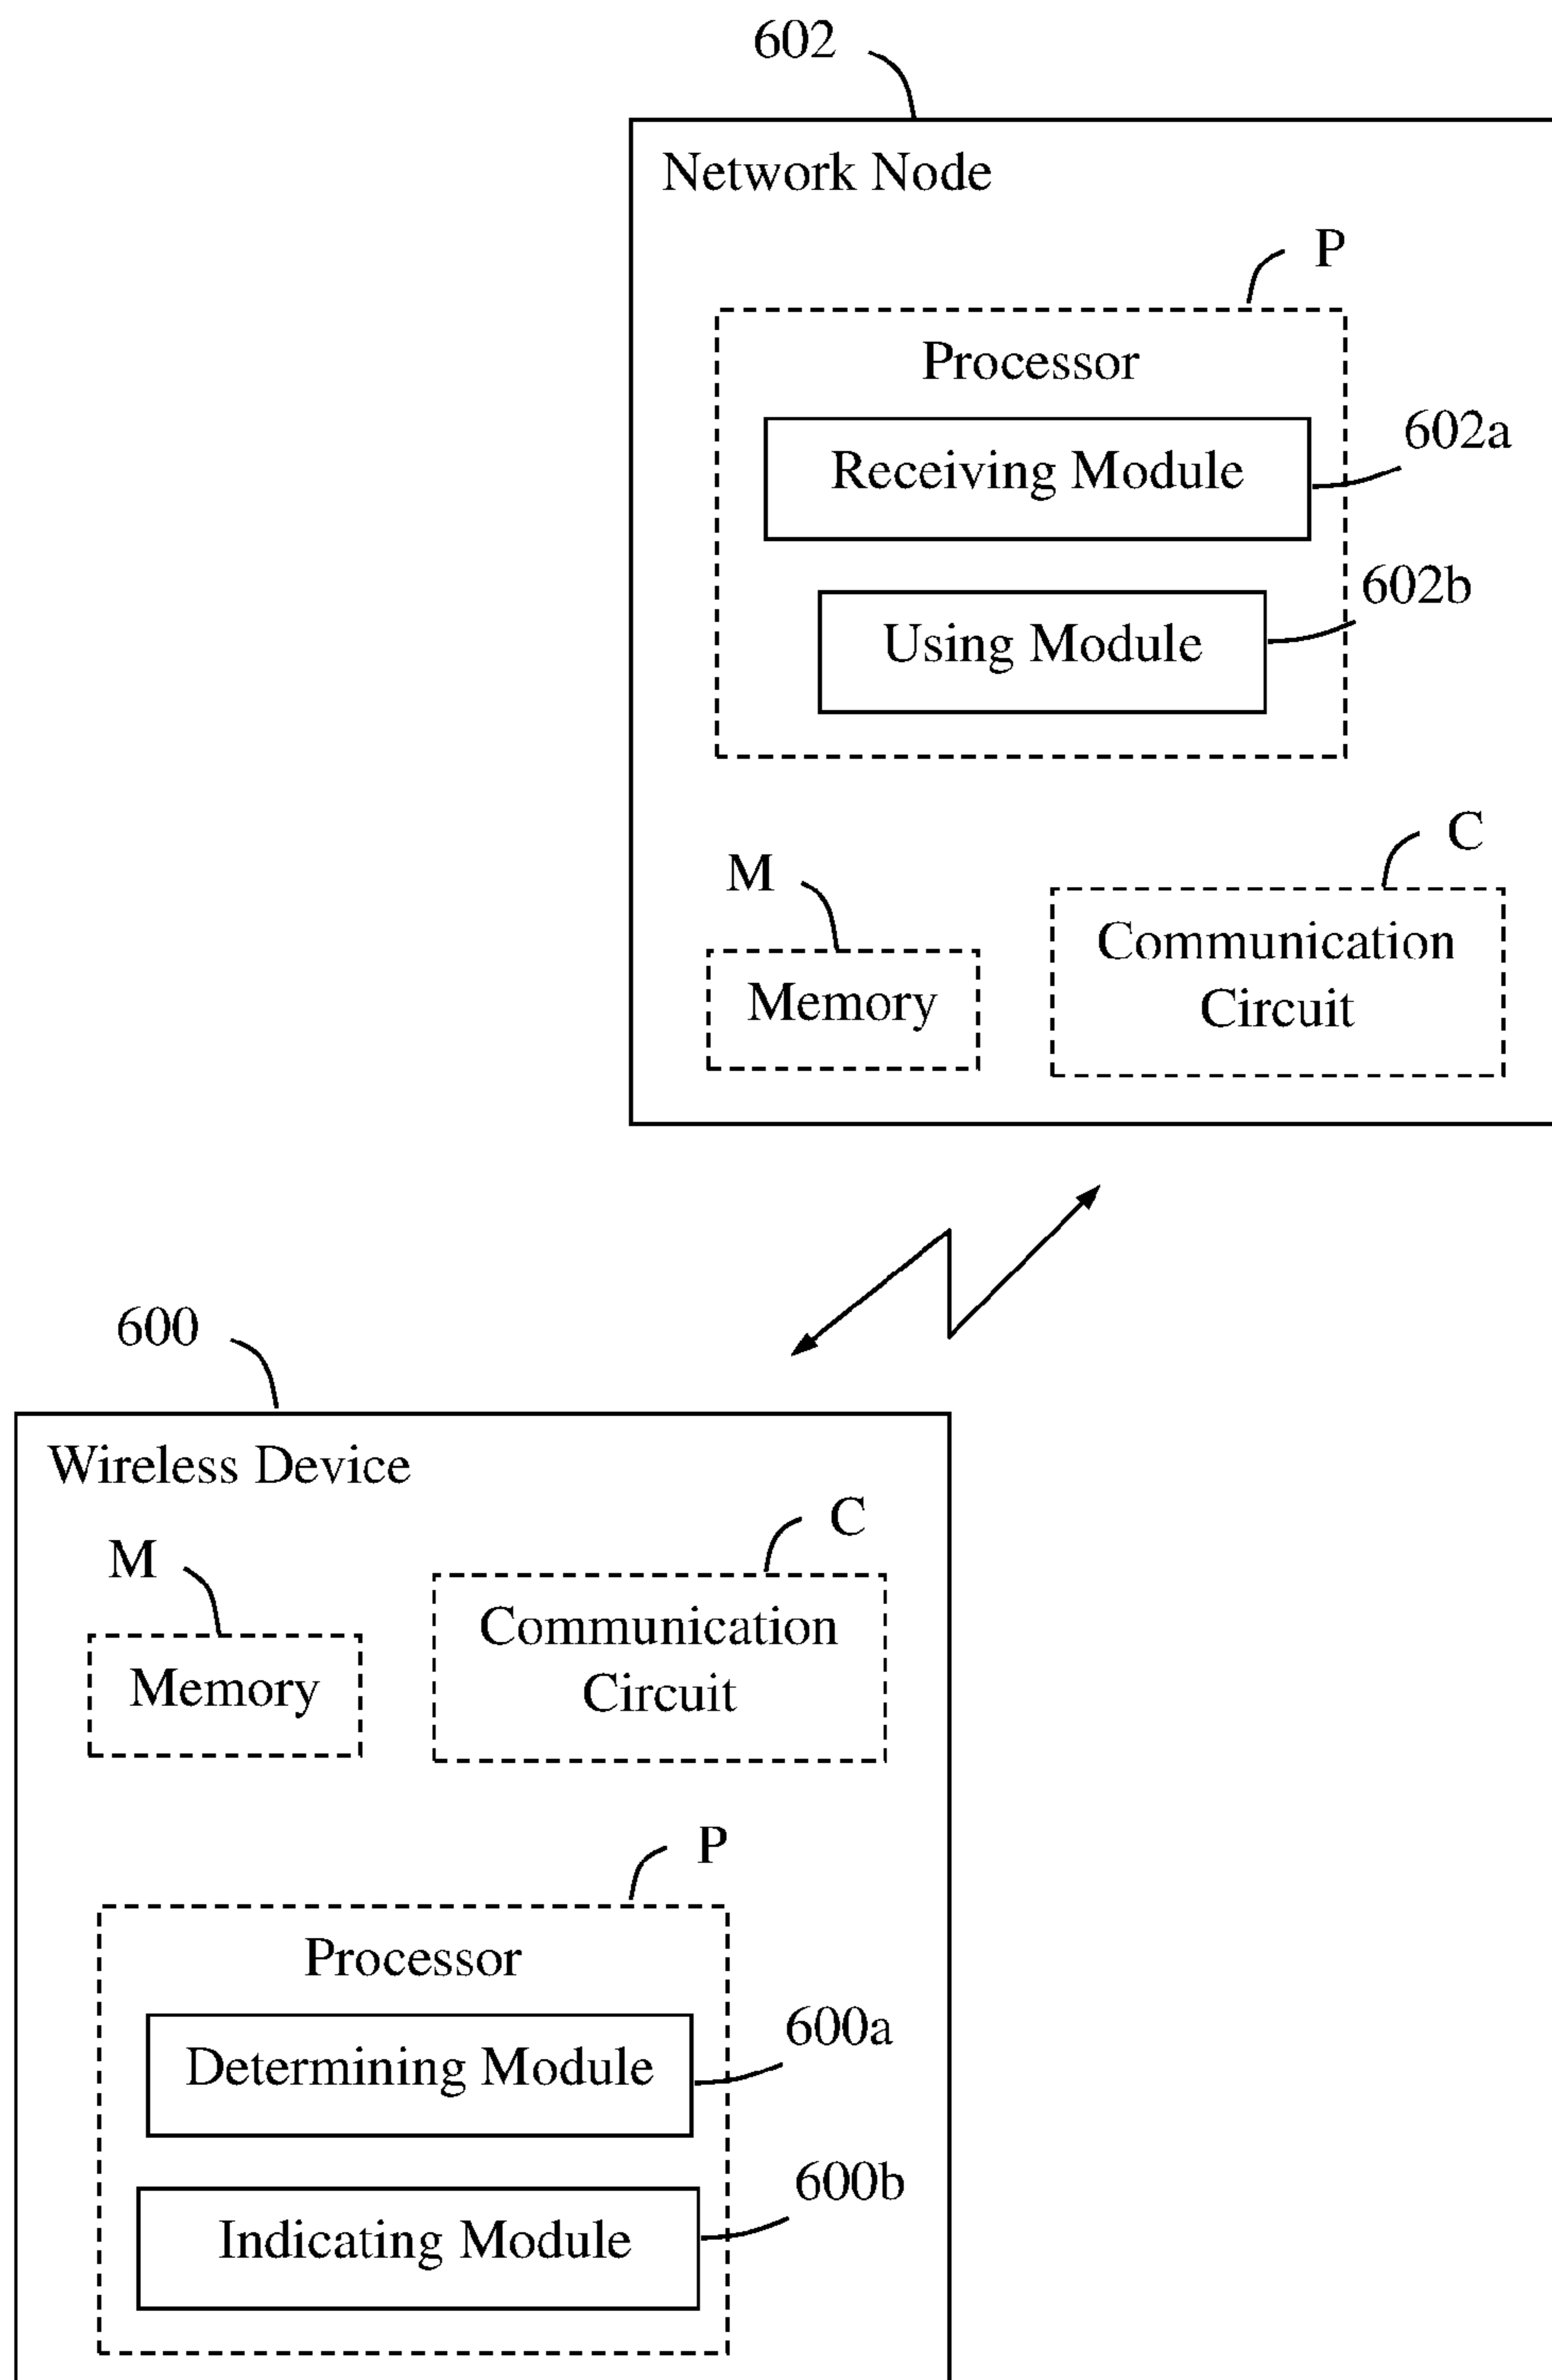 602
Network Node
P
Processor
602a
Receiving Module
602b
Using Module
C
M
Communication
Circuit
Memory
600
Wireless Device
C
M
Communication
Circuit
Memory
P
Processor
600a
Determining Module
600b
Indicating Module